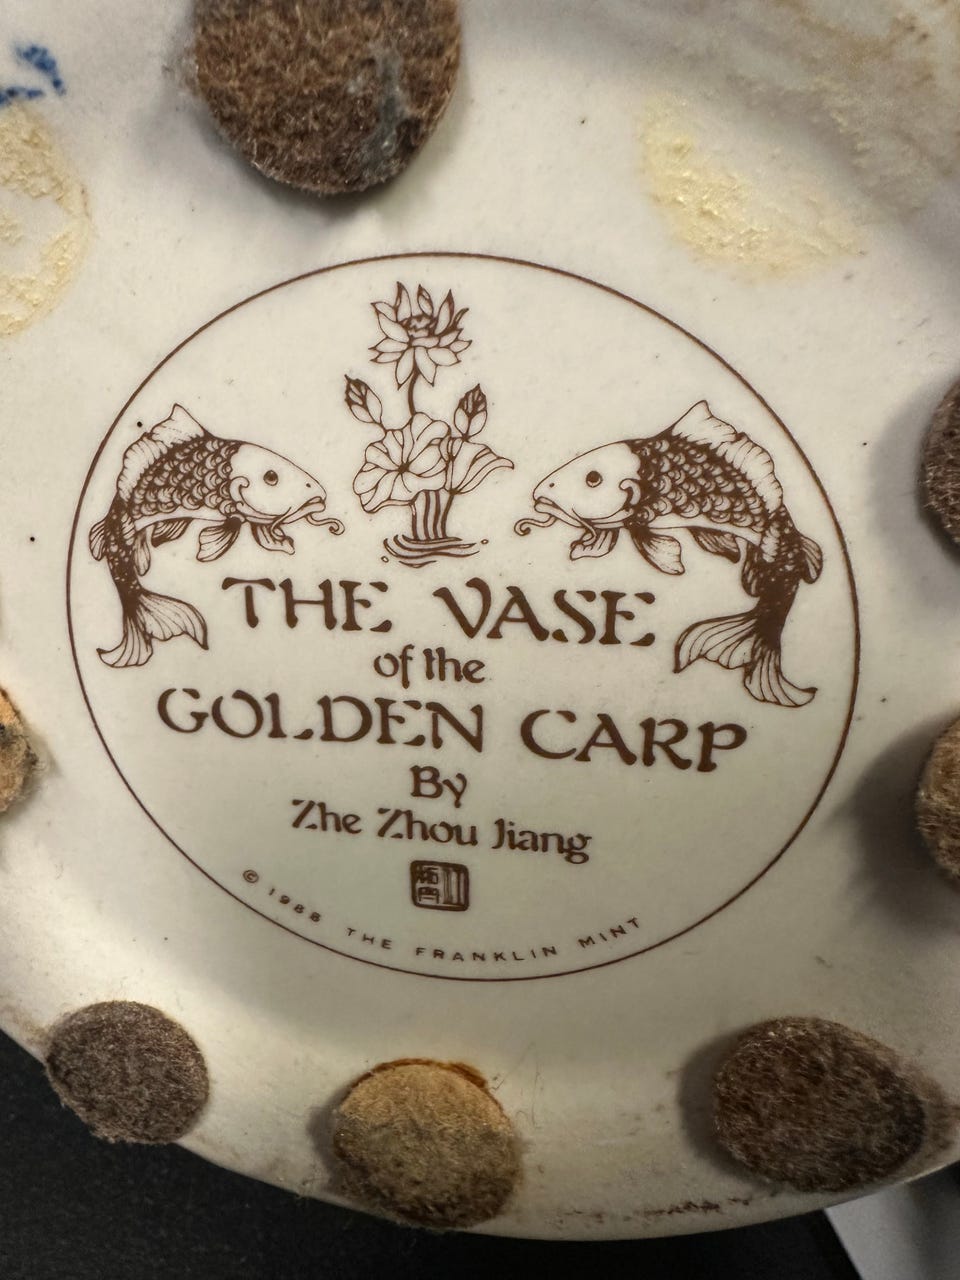 THE VASE
of the
GOLDEN CARP
By
Zhe Zhou Jiang
© 1988 THE FRANKLIN MINT